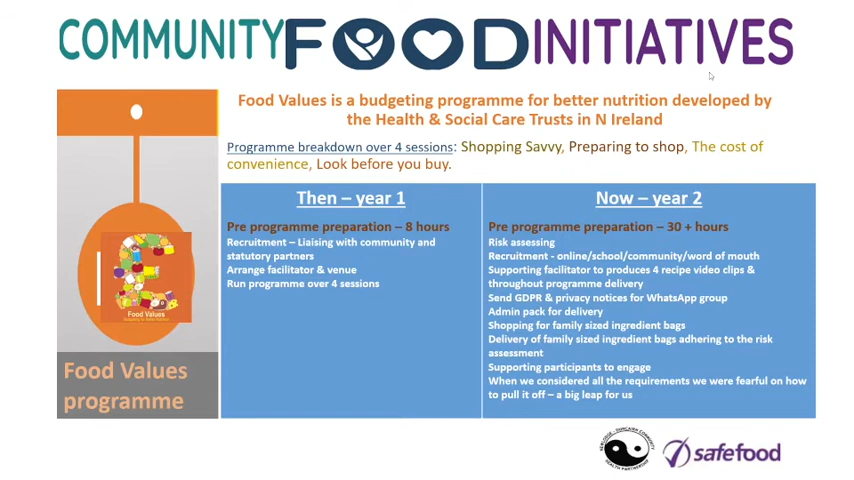 COMMUNITY FOOD INITIATIVES
Food Values is a budgeting programme for better nutrition developed by
the Health & Social Care Trusts in N Ireland
Programme breakdown over 4 sessions: Shopping Savvy, Preparing to shop, The cost of
convenience, Look before you buy.
Then – year 1
Pre programme preparation – 8 hours
Recruitment – Liaising with community and
statutory partners
Arrange facilitator & venue
Run programme over 4 sessions
Now – year 2
Pre programme preparation – 30 + hours
Risk assessing
Recruitment - online/school/community/word of mouth
Supporting facilitator to produces 4 recipe video clips &
throughout programme delivery
Send GDPR & privacy notices for WhatsApp group
Admin pack for delivery
Shopping for family sized ingredient bags
Delivery of family sized ingredient bags adhering to the risk
assessment
Supporting participants to engage
When we considered all the requirements we were fearful on how
to pull it off – a big leap for us
Food Values
Food Values
programme
HEALTH PARTNERSHIP
safefood